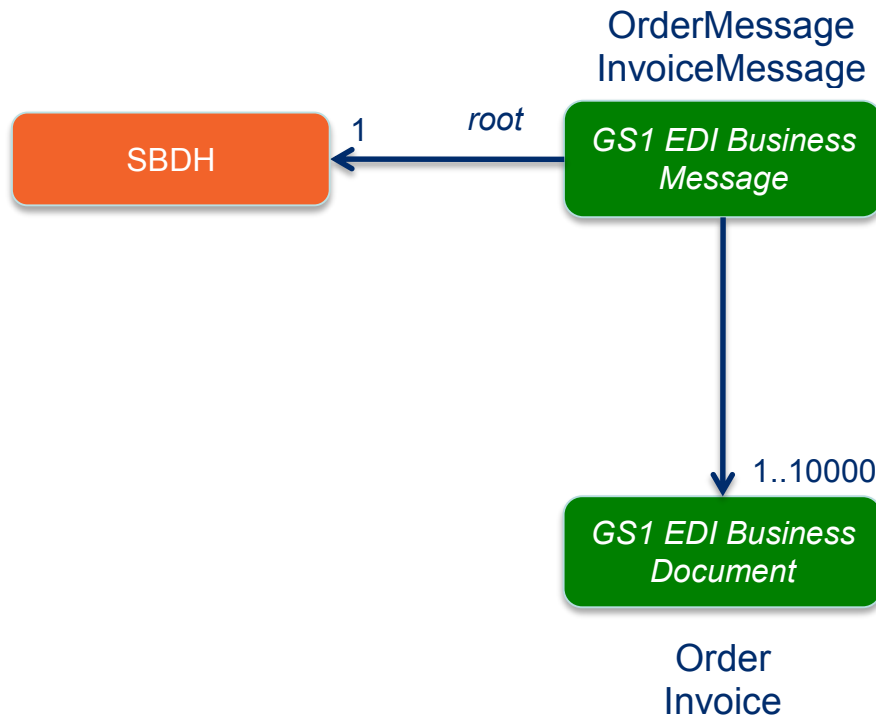 OrderMessage
InvoiceMessage
SBDH
1
root
GS1 EDI Business
Message
1..10000
GS1 EDI Business
Document
Order
Invoice